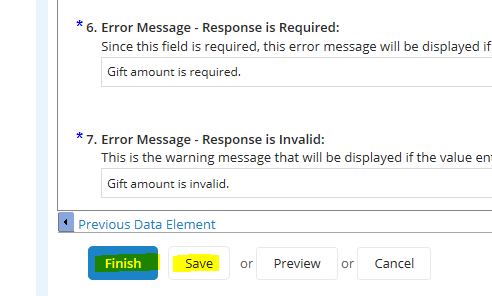 * 6. Error Message - Response is Required:
Since this field is required, this error message will be displayed if
Gift amount is required.
* 7. Error Message - Response is Invalid:
This is the warning message that will be displayed if the value en
Gift amount is invalid.
Previous Data Element
Finish Save or Preview or Cancel